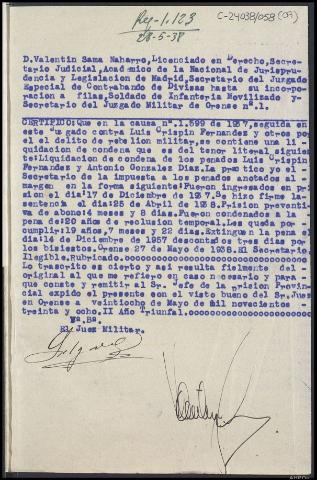 Reg-1.123
28-5-38
C-24038/058 (09)
D.Valentin Sama Naharro,Licenciado en Derecho,Secre-
tario Judicial,Académico de la Nacional de Jurispru-
dencia y Legislacion de Madrid,Secretario del Juzgado
Especial de Contrabando de Divisas hasta su incorpo-
racion a filas,Soldado de Infanteria Movilizado y-
Secretario del Juzgado Militar de Orense nº.1.
CERTIFICO:Que en la causa nº.1.599 de 1937,seguida en
este Juzgado contra Luis Crispin Fernandez y otros por
el el delito de rebelion militar,se contiene una li-
quidacion de condena que es del tenor literal siguien
te:Liquidacion de condena de los penados Luis Crispin
Fernandez y Antonio Gonzalez Diaz,La practico yo el-
Secretario de la impuesta a los penados anotados al
margen en la forma siguiente:Fueron ingresados en pri
sion el dia 17 de Diciembre de 1937.Se hizo firme la-
sentencia el dia 25 de Abril de 1938.Prision preventi-
va de abono:4 meses y 8 dias.Fueron condenados a la
pena de 20 años de reclusion temporal.Les queda por
cumplir:19 años,7 meses y 22 dias.Extinguen la pena el
dia 14 de Diciembre de 1957 descontados tres dias por
los bisiestos.Orense 27 de Mayo de 1938.El Secretario
Ilegible.Rubricado.
Lo trascrito es cierto y asi resulta fielmente del-
original al que me refiero en caso necesario y para
que conste y remitir al Sr. Jefe de la prision Provin
cial expido el presente con el visto bueno del Sr.Juez
en Orense a veintiocho de Mayo de mil novecientos-
treinta y ocho.II Año Triunfal.
Vº.Bº.
El Juez Militar.